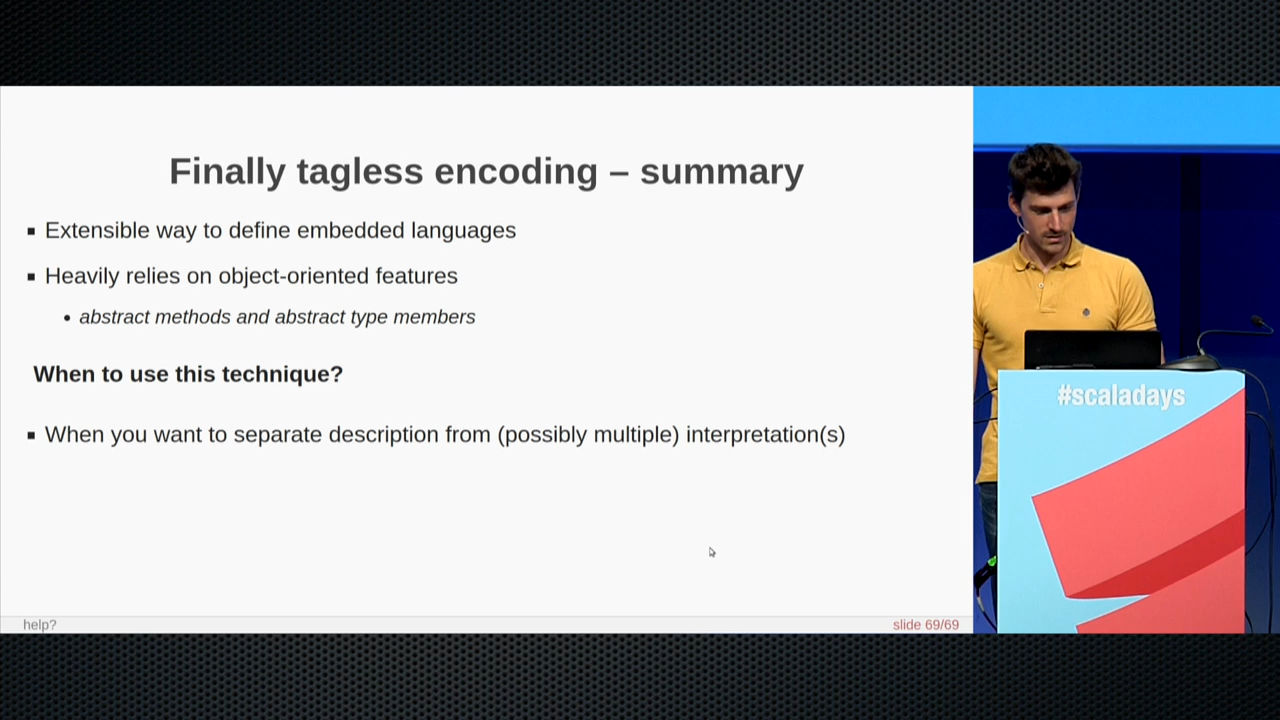 Finally tagless encoding – summary
Extensible way to define embedded languages
Heavily relies on object-oriented features
abstract methods and abstract type members
When to use this technique?
When you want to separate description from (possibly multiple) interpretation(s)
help?
slide 69/69
#scaladays